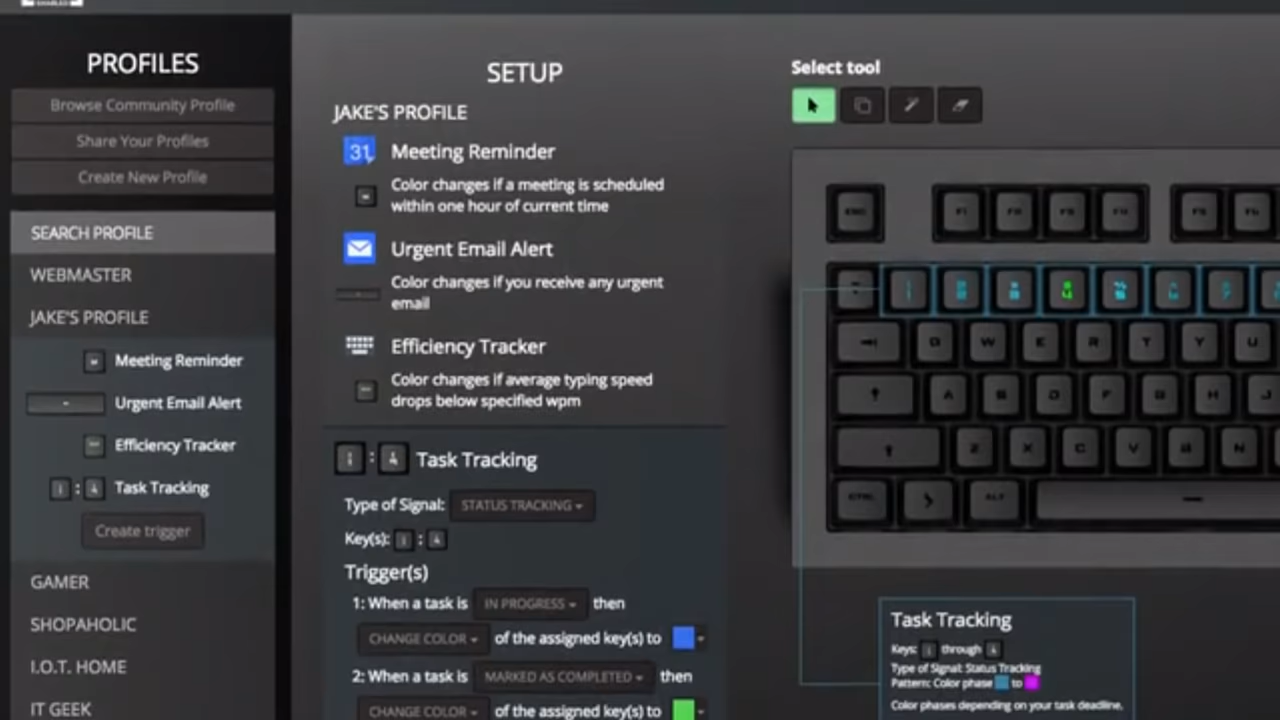 PROFILES
Browse Community Profile
Share Your Profiles
Create New Profile
SEARCH PROFILE
WEBMASTER
JAKE'S PROFILE
Meeting Reminder
Urgent Email Alert
Efficiency Tracker
: Task Tracking
Create trigger
GAMER
SHOPAHOLIC
I.O.T. HOME
IT GEEK
SETUP
JAKE'S PROFILE
31 Meeting Reminder
Color changes if a meeting is scheduled
within one hour of current time
Urgent Email Alert
Color changes if you receive any urgent
email
Efficiency Tracker
Color changes if average typing speed
drops below specified wpm
: Task Tracking
Type of Signal: STATUS TRACKING
Key(s): :
Trigger(s)
1: When a task is IN PROGRESS then
CHANGE COLOR of the assigned key(s) to
2: When a task is MARKED AS COMPLETED then
CHANGE COLOR of the assigned key(s) to
Select tool
F1
W E R T Y U
A F G H J
Z X C V B N
CTRL ALT
Task Tracking
Keys: through
Type of Signal: Status Tracking
Pattern: Color phase to
Color phases depending on your task deadline.